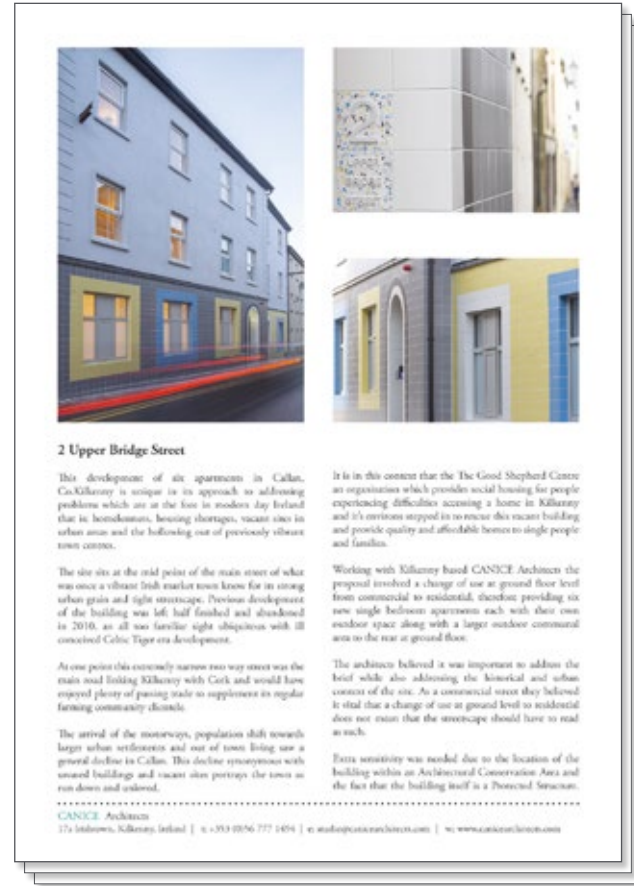 2
2 Upper Bridge Street
This development of six apartments in Callan,
Co.Kilkenny is unique in its approach to addressing
problems which are at the fore in modern day Ireland
that is; homelessness, housing shortages, vacant sites in
urban areas and the hollowing out of previously vibrant
town centres.
The site sits at the mid point of the main street of what
was once a vibrant Irish market town know for its strong
urban grain and tight streetscape. Previous development
of the building was left half finished and abandoned
in 2010, an all too familiar sight ubiquitous with ill
conceived Celtic Tiger era development.
At one point this extremely narrow two way street was the
main road linking Kilkenny with Cork and would have
enjoyed plenty of passing trade to supplement its regular
farming community clientele.
The arrival of the motorways, population shift towards
larger urban settlements and out of town living saw a
general decline in Callan. This decline synonymous with
unused buildings and vacant sites portrays the town as
run down and unloved.
It is in this context that the The Good Shepherd Centre
an organisation which provides social housing for people
experiencing difficulties accessing a home in Kilkenny
and it's environs stepped in to rescue this vacant building
and provide quality and affordable homes to single people
and families.
Working with Kilkenny based CANICE Architects the
proposal involved a change of use at ground floor level
from commercial to residential, therefore providing six
new single bedroom apartments each with their own
outdoor space along with a larger outdoor communal
area to the rear at ground floor.
The architects believed it was important to address the
brief while also addressing the historical and urban
context of the site. As a commercial street they believed
it vital that a change of use at ground level to residential
does not mean that the streetscape should have to read
as such.
Extra sensitivity was needed due to the location of the
building within an Architectural Conservation Area and
the fact that the building itself is a Protected Structure.
CANICE Architects
Kilkenny, Ireland | e: studio@canicearchitects.com | w: www.canicearchitects.com